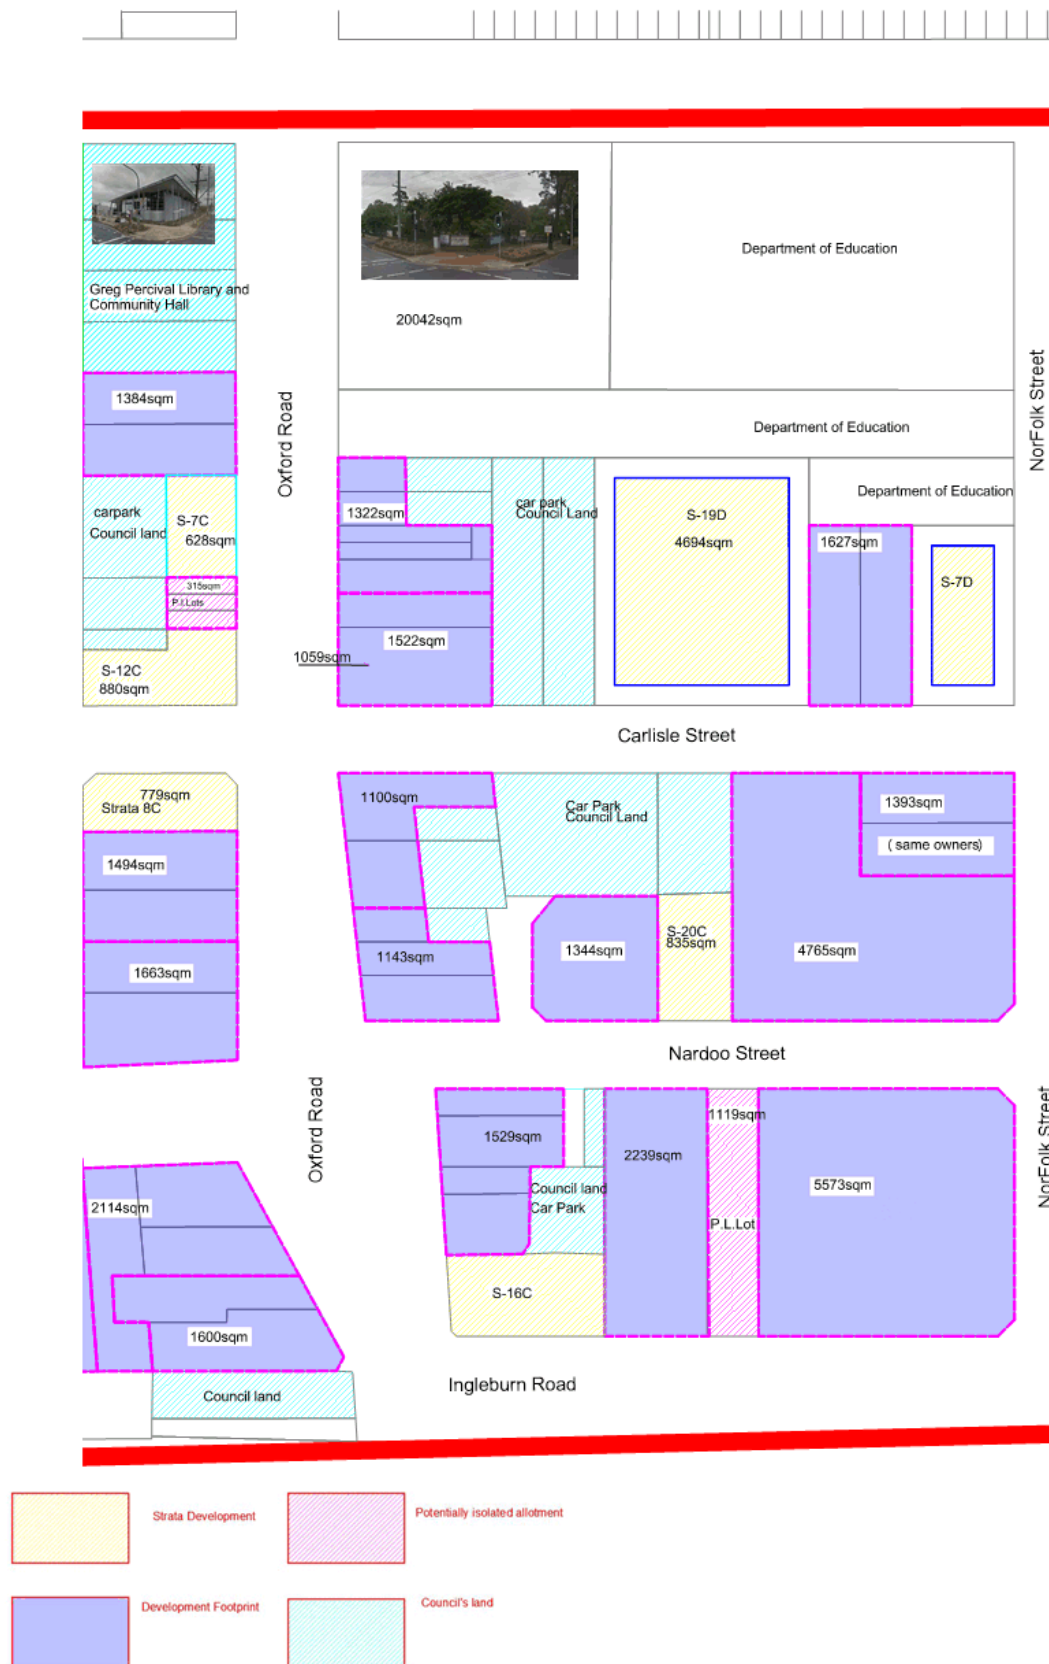 Department of Education
Greg Percival Library and
Community Hall
20042sqm
1384sqm
Oxford Road
NorFolk Street
Department of Education
carpark
Council land
S-7C
628sqm
1322sqm
car park
Council Land
S-19D
4694sqm
Department of Education
1627sqm
S-7D
315sqm
P.I.Lots
1522sqm
1059sqm
S-12C
880sqm
Carlisle Street
779sqm
Strata 8C
1100sqm
Car Park
Council Land
1393sqm
( same owners)
1494sqm
1663sqm
1143sqm
1344sqm
S-20C
835sqm
4765sqm
Nardoo Street
Oxford Road
NorFolk Street
1529sqm
2239sqm
1119sqm
5573sqm
2114sqm
Council land
Car Park
P.L.Lot
S-16C
1600sqm
Ingleburn Road
Council land
Strata Development
Potentially isolated allotment
Development Footprint
Council's land